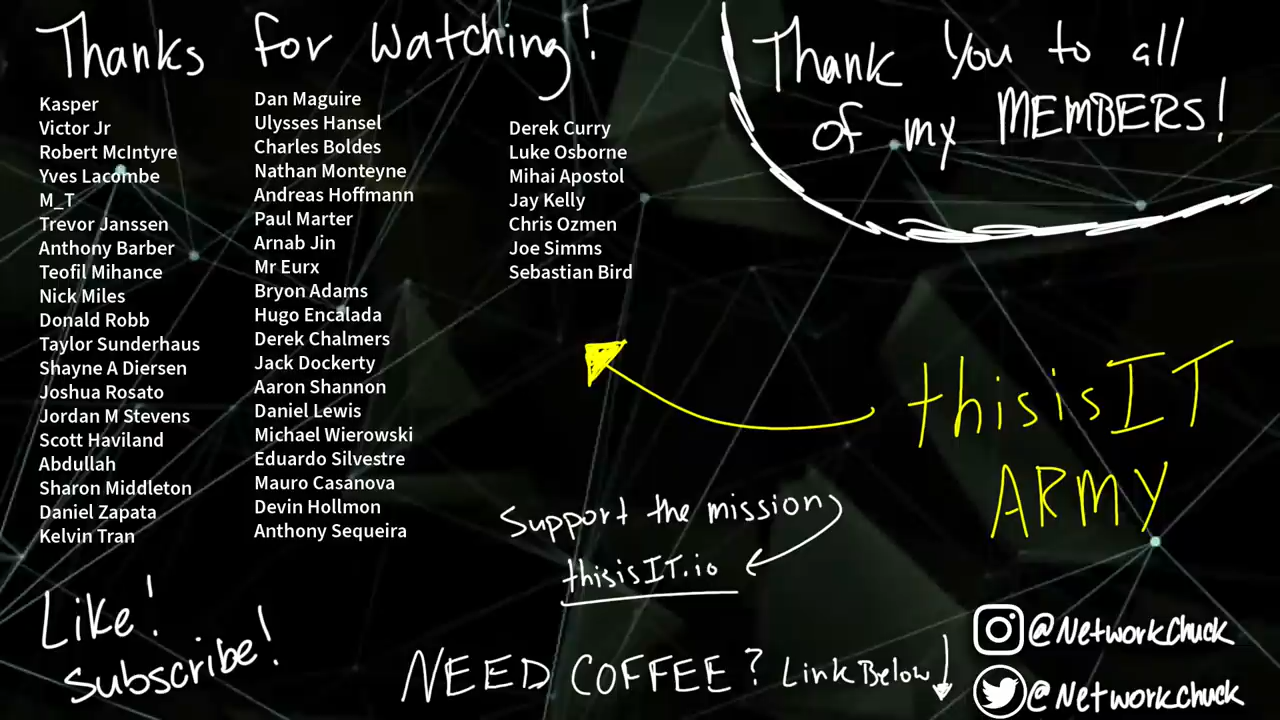 Thanks for watching!
Kasper
Victor Jr
Robert McIntyre
Yves Lacombe
M_T
Trevor Janssen
Anthony Barber
Teofil Mihance
Nick Miles
Donald Robb
Taylor Sunderhaus
Shayne A Diersen
Joshua Rosato
Jordan M Stevens
Scott Haviland
Abdullah
Sharon Middleton
Daniel Zapata
Kelvin Tran
Dan Maguire
Ulysses Hansel
Charles Boldes
Nathan Monteyne
Andreas Hoffmann
Paul Marter
Arnab Jin
Mr Eurx
Bryon Adams
Hugo Encalada
Derek Chalmers
Jack Dockerty
Aaron Shannon
Daniel Lewis
Michael Wierowski
Eduardo Silvestre
Mauro Casanova
Devin Hollmon
Anthony Sequeira
Derek Curry
Luke Osborne
Mihai Apostol
Jay Kelly
Chris Ozmen
Joe Simms
Sebastian Bird
Thank you to all
of my MEMBERS!
thisisIT
ARMY
Support the mission
thisisIT.io
Like!
Subscribe!
NEED COFFEE? Link Below
@NetworkChuck
@NetworkChuck